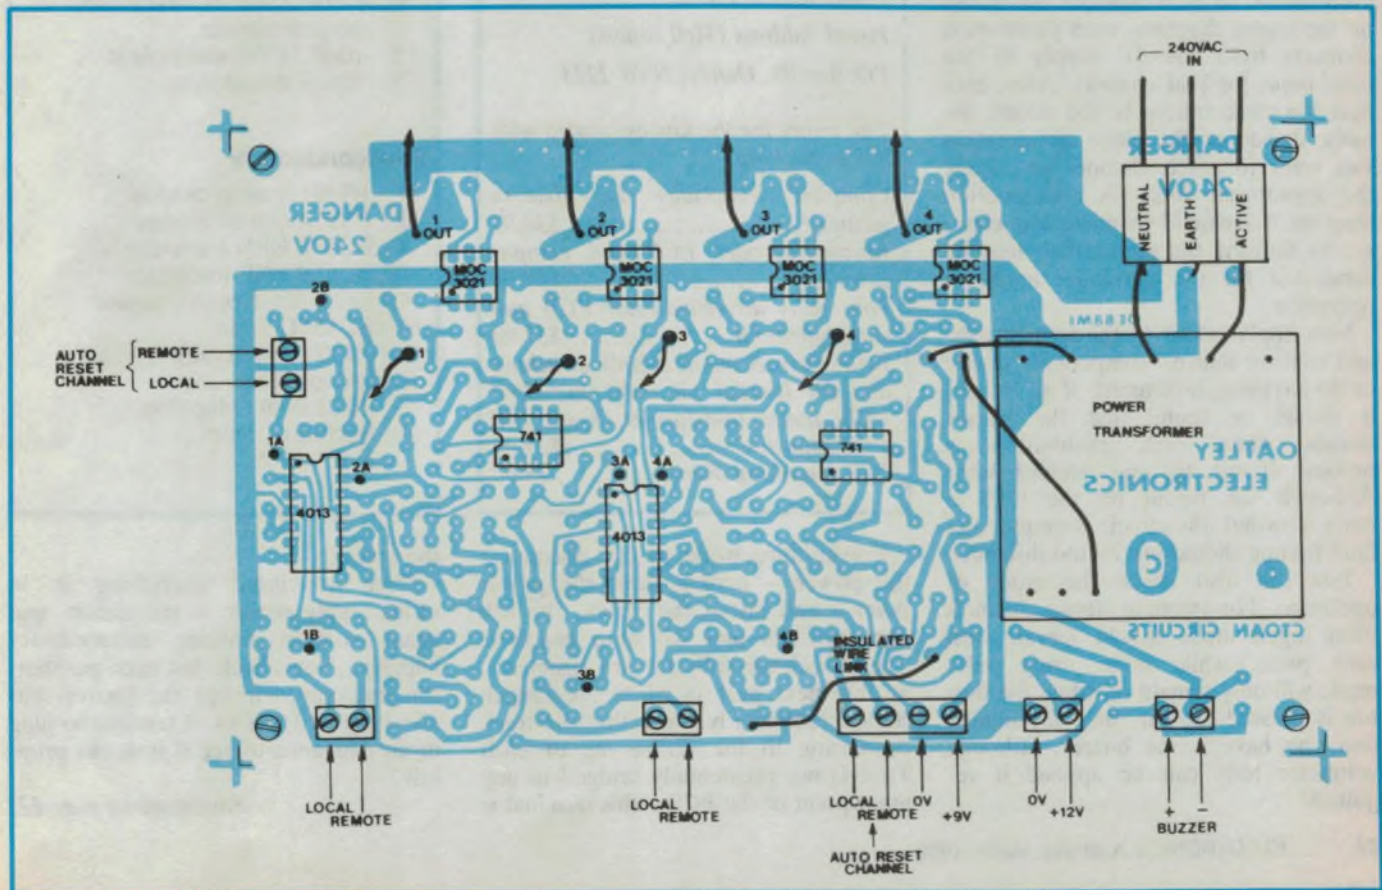 240VAC
IN
DANGER
240V
NEUTRAL
EARTH
ACTIVE
DANGER
240V
1
OUT
2
OUT
3
OUT
4
OUT
MOC
3021
MOC
3021
MOC
3021
MOC
3021
2B
AUTO
RESET
CHANNEL
REMOTE
LOCAL
1
2
3
4
POWER
TRANSFORMER
OATLEY
ELECTRONICS
741
741
1A
2A
3A
4A
4013
4013
1B
3B
4B
INSULATED
WIRE
LINK
CTOAN CIRCUITS
LOCAL
REMOTE
LOCAL
REMOTE
LOCAL
REMOTE
0V
+9V
AUTO RESET
CHANNEL
0V
+12V
+
−
BUZZER